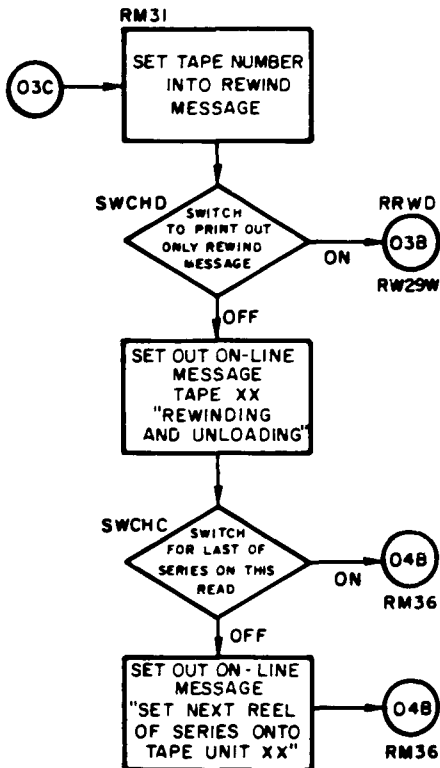 RM31
03C
SET TAPE NUMBER
INTO REWIND
MESSAGE
SWCHD
SWITCH
TO PRINT OUT
ONLY REWIND
MESSAGE
ON
RRWD
03B
RW29W
OFF
SET OUT ON-LINE
MESSAGE
TAPE XX
"REWINDING
AND UNLOADING"
SWCHC
SWITCH
FOR LAST OF
SERIES ON THIS
READ
ON
04B
RM36
OFF
SET OUT ON-LINE
MESSAGE
"SET NEXT REEL
OF SERIES ONTO
TAPE UNIT XX"
04B
RM36